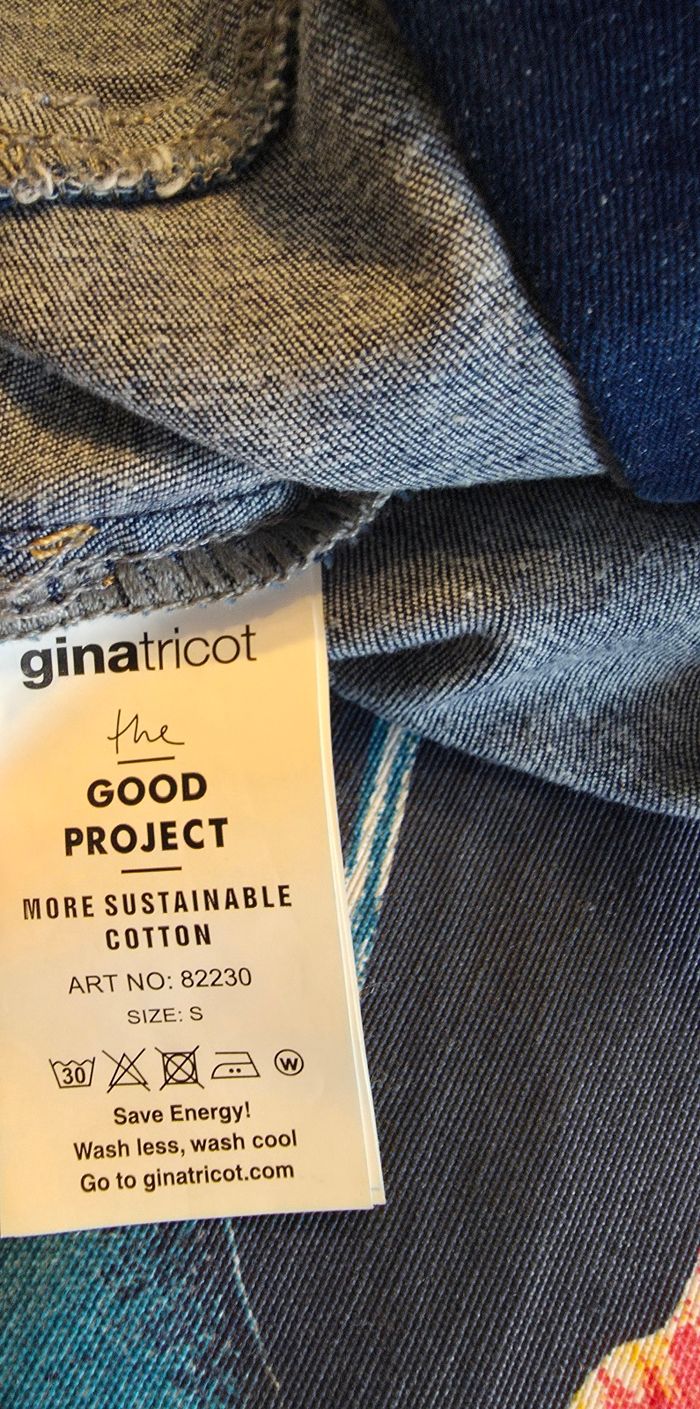 ginatricot
the
GOOD
PROJECT
MORE SUSTAINABLE
COTTON
ART NO: 82230
SIZE: S
30 W
Save Energy!
Wash less, wash cool
Go to ginatricot.com